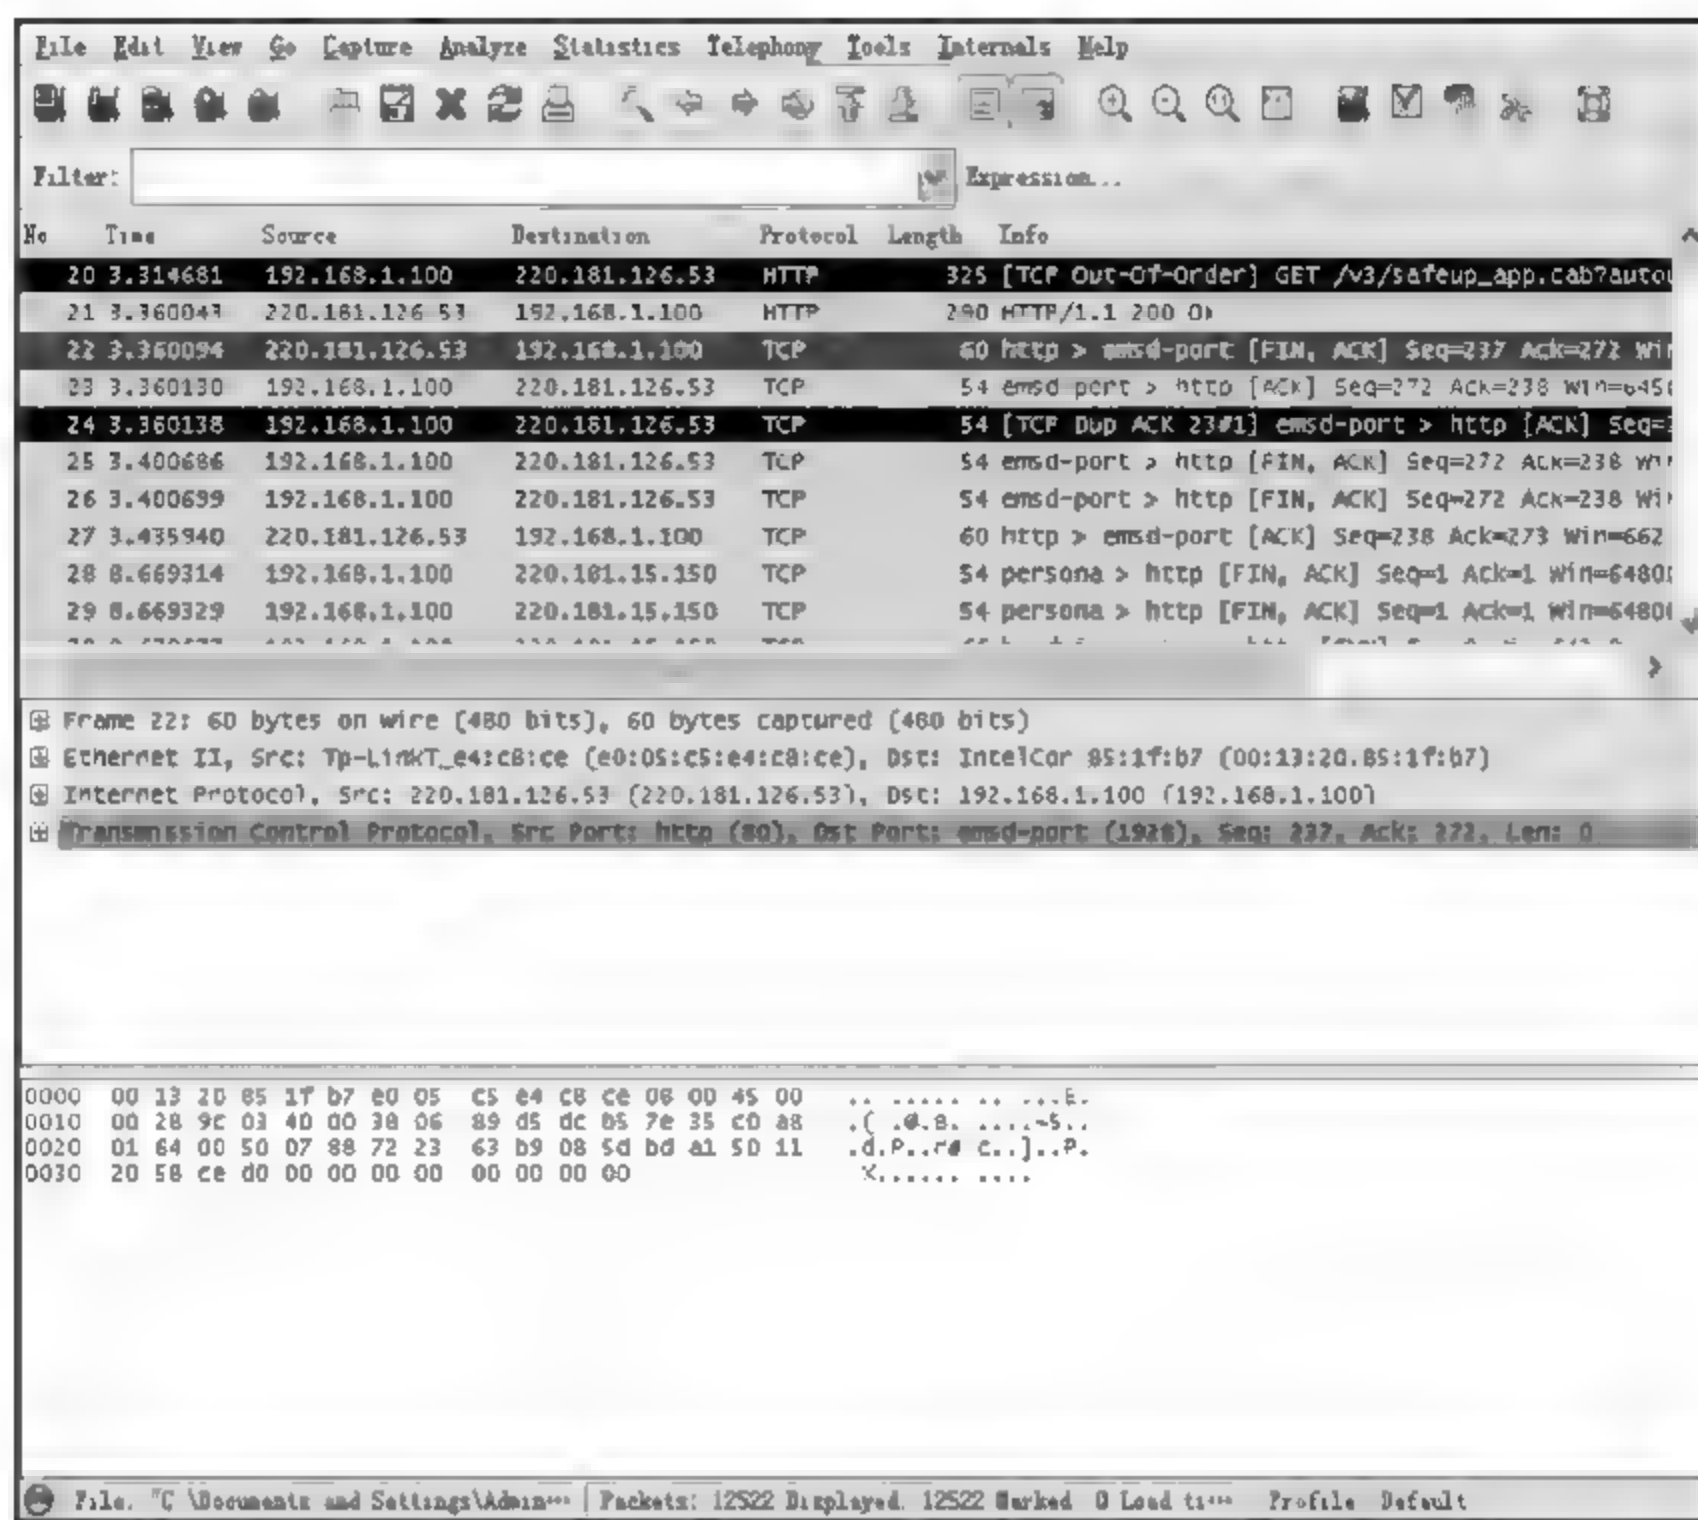 File Edit View Go Capture Analyze Statistics Telephony Tools Internals Help
Filter: Expression...
No Time Source Destination Protocol Length Info
20 3.314681 192.168.1.100 220.181.126.53 HTTP 325 [TCP Out-Of-Order] GET /v3/safeup_app.cab?autou
21 3.360043 220.181.126.53 192.168.1.100 HTTP 290 HTTP/1.1 200 OK
22 3.360094 220.181.126.53 192.168.1.100 TCP 60 http > emsd-port [FIN, ACK] Seq=237 Ack=272 Win
23 3.360130 192.168.1.100 220.181.126.53 TCP 54 emsd-port > http [ACK] Seq=272 Ack=238 Win=6456
24 3.360138 192.168.1.100 220.181.126.53 TCP 54 [TCP Dup ACK 23#1] emsd-port > http [ACK] Seq=
25 3.400686 192.168.1.100 220.181.126.53 TCP 54 emsd-port > http [FIN, ACK] Seq=272 Ack=238 Win
26 3.400699 192.168.1.100 220.181.126.53 TCP 54 emsd-port > http [FIN, ACK] Seq=272 Ack=238 Win
27 3.435940 220.181.126.53 192.168.1.100 TCP 60 http > emsd-port [ACK] Seq=238 Ack=273 Win=662
28 8.669314 192.168.1.100 220.181.15.150 TCP 54 persona > http [FIN, ACK] Seq=1 Ack=1 Win=6480
29 8.669329 192.168.1.100 220.181.15.150 TCP 54 persona > http [FIN, ACK] Seq=1 Ack=1 Win=6480
Frame 22: 60 bytes on wire (480 bits), 60 bytes captured (480 bits)
Ethernet II, Src: Tp-LinkT_e4:c8:ce (e0:05:c5:e4:c8:ce), Dst: IntelCor 85:1f:b7 (00:13:20:85:1f:b7)
Internet Protocol, Src: 220.181.126.53 (220.181.126.53), Dst: 192.168.1.100 (192.168.1.100)
Transmission Control Protocol, Src Port: http (80), Dst Port: emsd-port (1928), Seq: 237, Ack: 272, Len: 0
0000 00 13 20 85 1f b7 e0 05 c5 e4 c8 ce 08 00 45 00 .. ..... .. ...E.
0010 00 28 9c 03 40 00 38 06 89 d5 dc b5 7e 35 c0 a8 .( .@.8. ....~5..
0020 01 64 00 50 07 88 72 23 63 b9 08 5d bd a1 50 11 .d.P..r# c..]..P.
0030 20 58 ce d0 00 00 00 00 00 00 00 00 X...... ....
File. "C \Documents and Settings\Admin··· Packets: 12522 Displayed. 12522 Marked 0 Load ti··· Profile Default